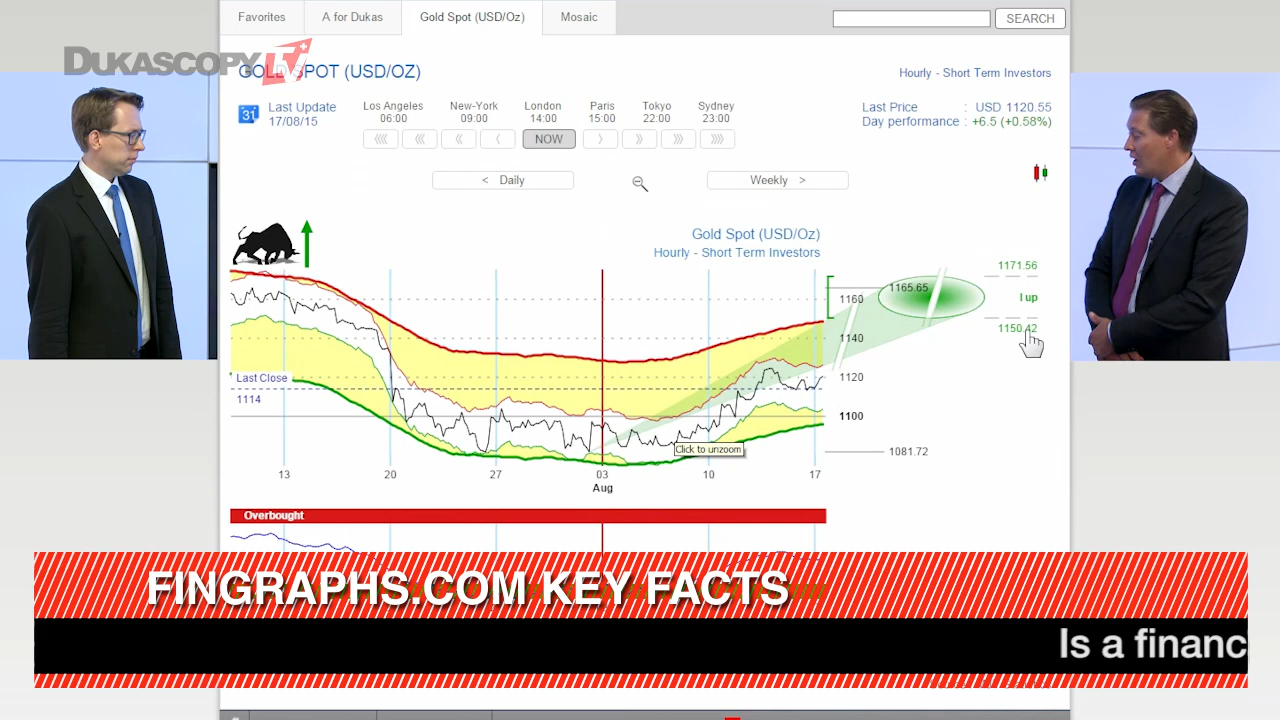 Favorites
A for Dukas
Gold Spot (USD/Oz)
Mosaic
SEARCH
DUKASCOPY TV
GOLD SPOT (USD/OZ)
Hourly - Short Term Investors
31
Last Update
17/08/15
Los Angeles
06:00
New-York
09:00
London
14:00
Paris
15:00
Tokyo
22:00
Sydney
23:00
Last Price : USD 1120.55
Day performance : +6.5 (+0.58%)
NOW
< Daily
Weekly >
Gold Spot (USD/Oz)
Hourly - Short Term Investors
1171.56
1165.65
1160
I up
1150.42
1140
Last Close
1120
1114
1100
Click to unzoom
1081.72
13
20
27
03
10
17
Aug
Overbought
FINGRAPHS.COM KEY FACTS
Is a financ